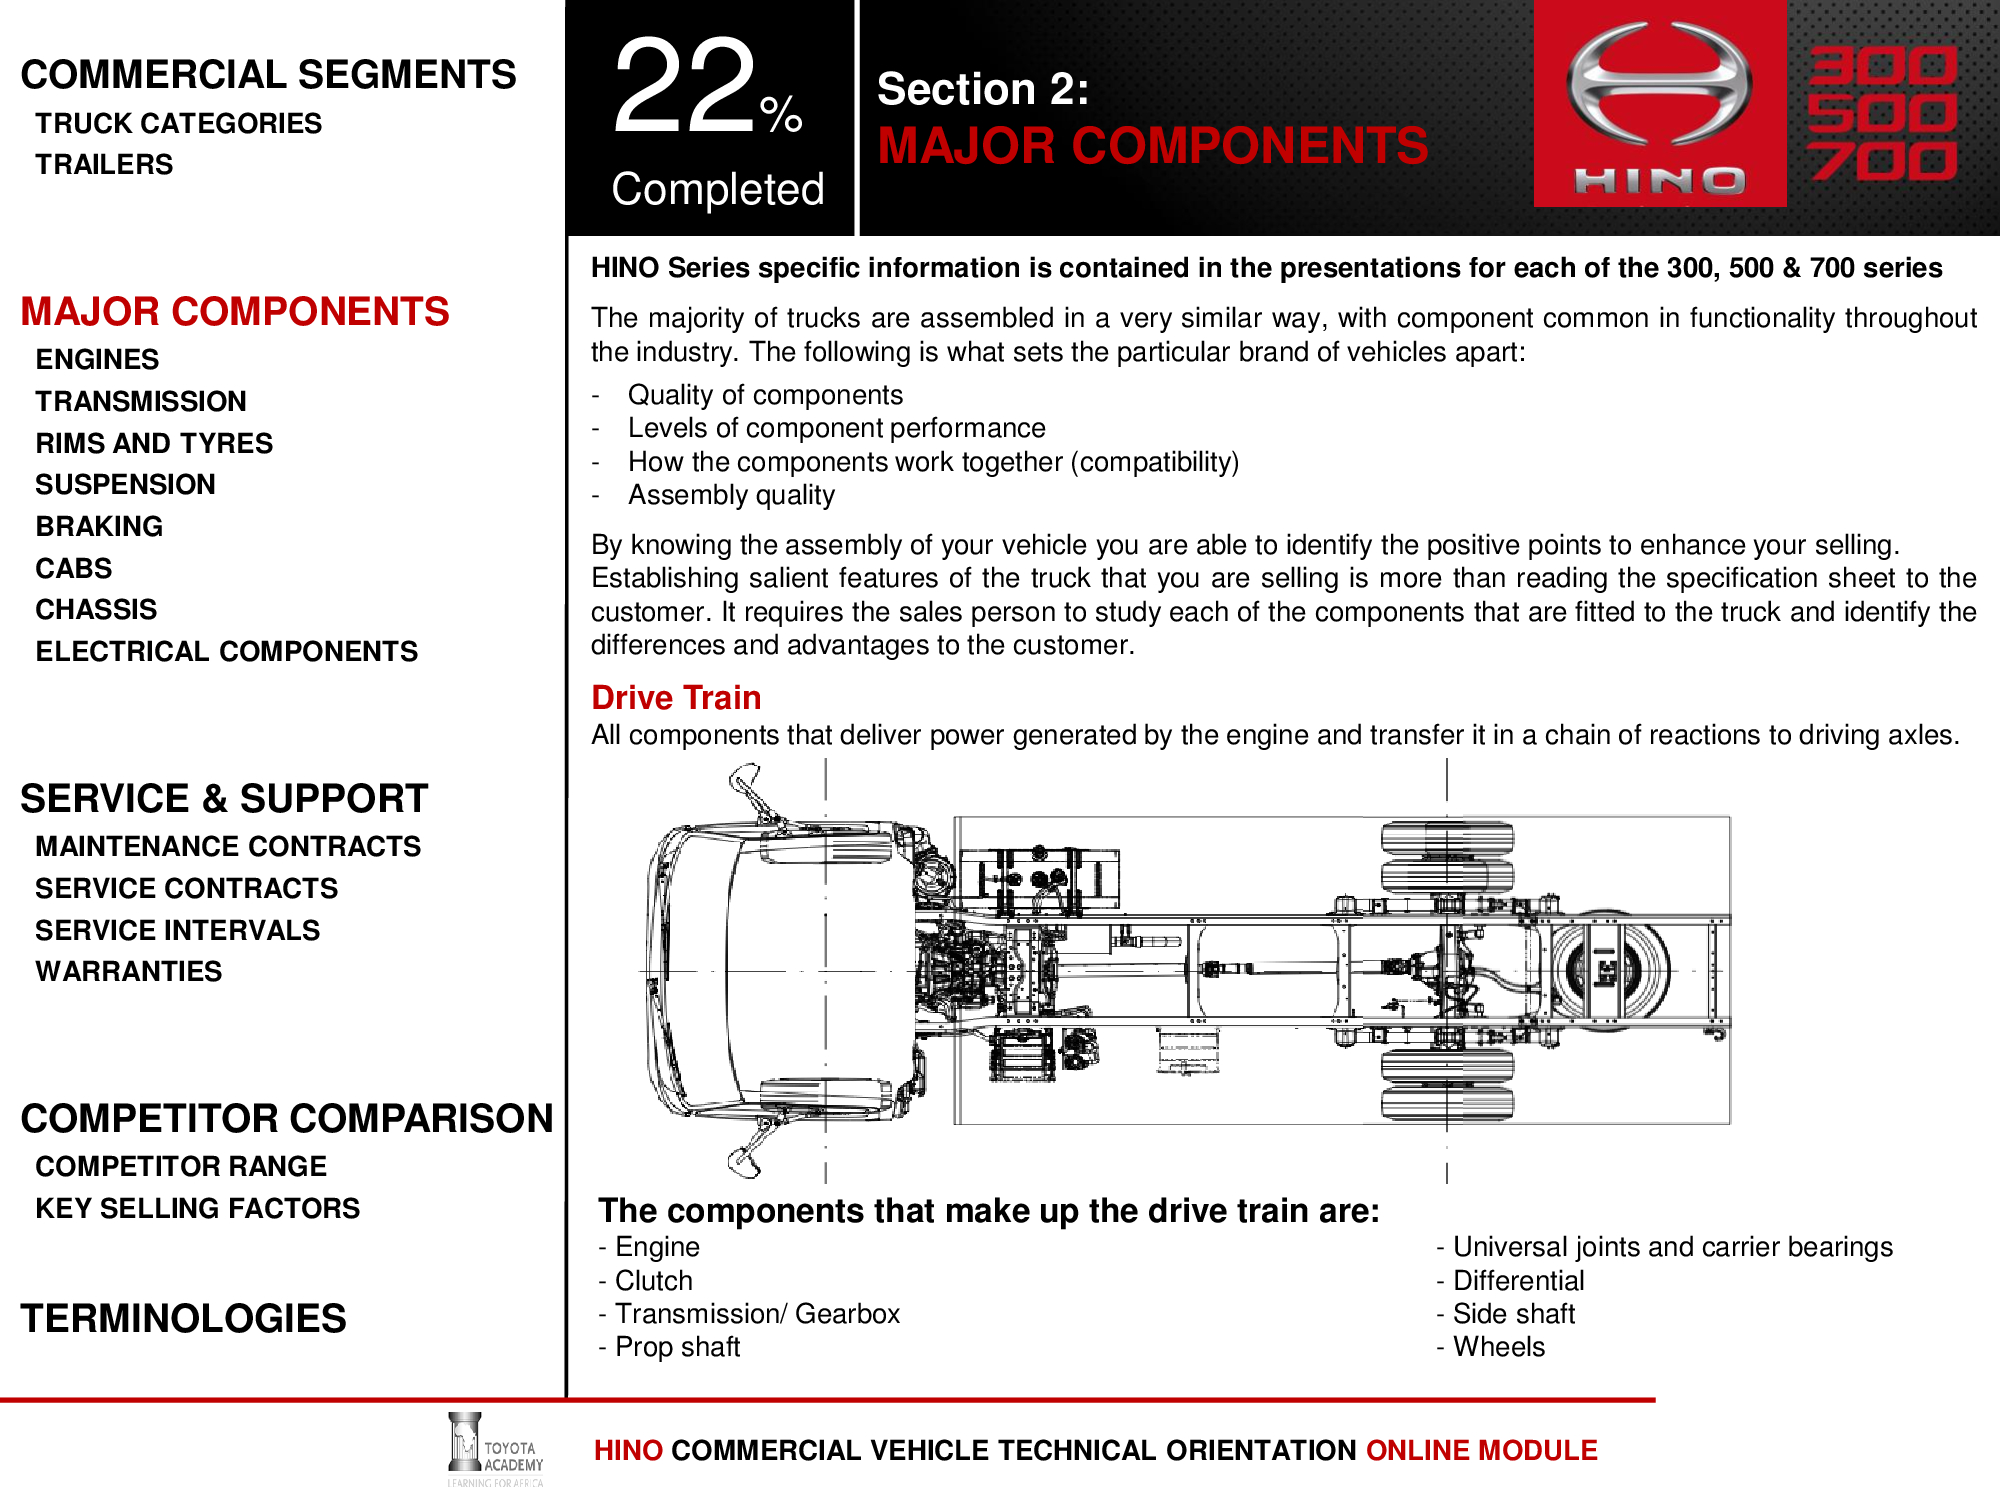 COMMERCIAL SEGMENTS
TRUCK CATEGORIES
TRAILERS
MAJOR COMPONENTS
ENGINES
TRANSMISSION
RIMS AND TYRES
SUSPENSION
BRAKING
CABS
CHASSIS
ELECTRICAL COMPONENTS
SERVICE & SUPPORT
MAINTENANCE CONTRACTS
SERVICE CONTRACTS
SERVICE INTERVALS
WARRANTIES
COMPETITOR COMPARISON
COMPETITOR RANGE
KEY SELLING FACTORS
TERMINOLOGIES
22%
Completed
Section 2:
MAJOR COMPONENTS
HINO
300
500
700
HINO Series specific information is contained in the presentations for each of the 300, 500 & 700 series
The majority of trucks are assembled in a very similar way, with component common in functionality throughout
the industry. The following is what sets the particular brand of vehicles apart:
- Quality of components
- Levels of component performance
- How the components work together (compatibility)
- Assembly quality
By knowing the assembly of your vehicle you are able to identify the positive points to enhance your selling.
Establishing salient features of the truck that you are selling is more than reading the specification sheet to the
customer. It requires the sales person to study each of the components that are fitted to the truck and identify the
differences and advantages to the customer.
Drive Train
All components that deliver power generated by the engine and transfer it in a chain of reactions to driving axles.
The components that make up the drive train are:
- Engine
- Clutch
- Transmission/ Gearbox
- Prop shaft
- Universal joints and carrier bearings
- Differential
- Side shaft
- Wheels
TOYOTA
ACADEMY
LEARNING FOR AFRICA
HINO COMMERCIAL VEHICLE TECHNICAL ORIENTATION ONLINE MODULE